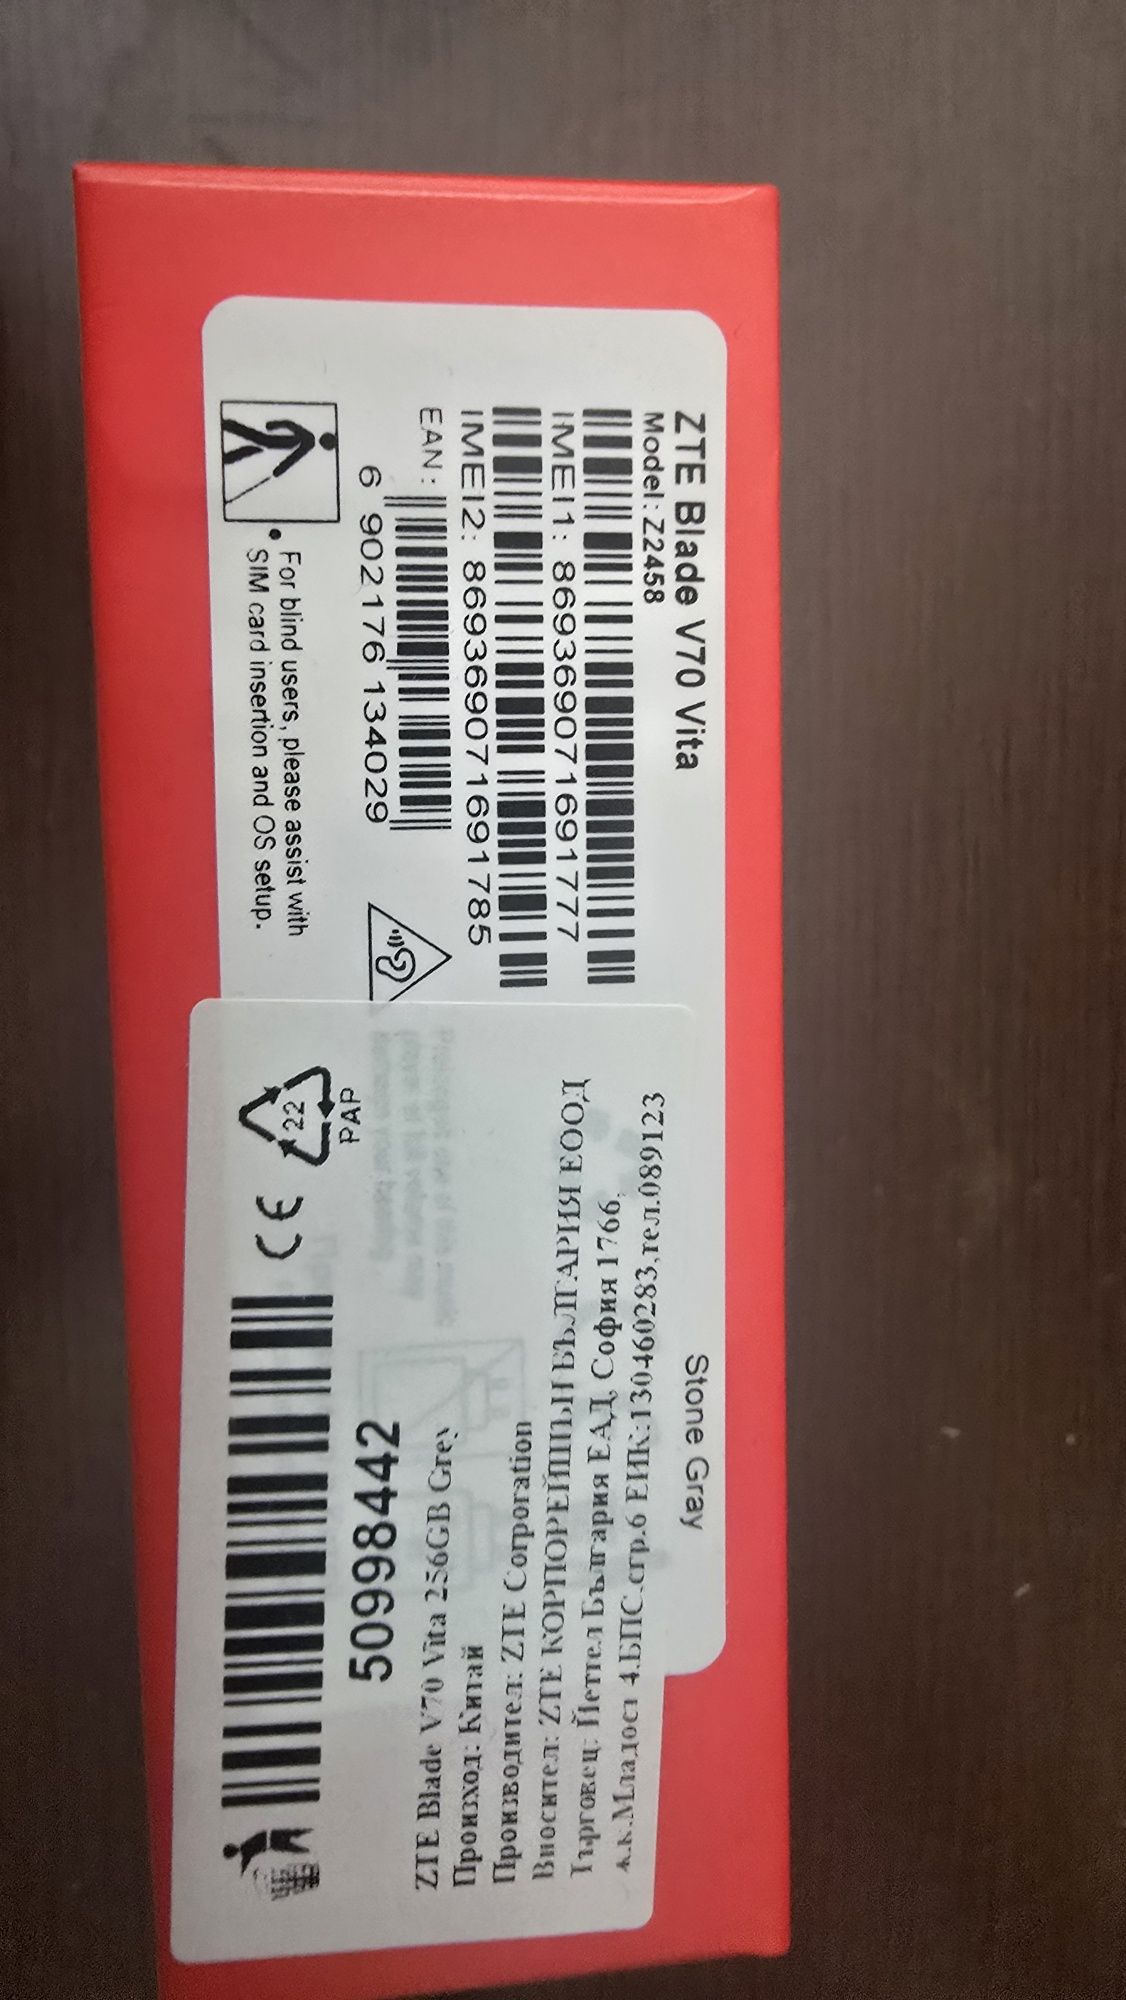 ZTE Blade V70 Vita
Model: Z2458
IMEI1: 869369071691777
IMEI2: 869369071691785
EAN:
6 902176 134029
• For blind users, please assist with
SIM card insertion and OS setup.
Stone Gray
22
PAP
CE
50998442
ZTE Blade V70 Vita 256GB Grey
Произход: Китай
Производител: ZTE Corporation
Вносител: ZTE КОРПОРЕЙШЪН БЪЛГАРИЯ ЕООД
Търговец: Йеттел България ЕАД, София 1766,
ж.к.Младост 4,БПС,стр.6 ЕИК:130460283,тел.089123